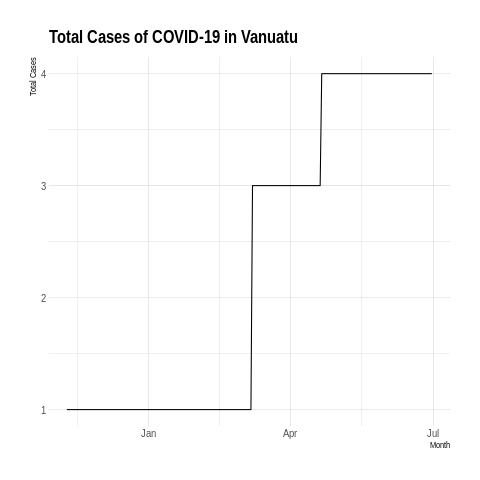 Total Cases of COVID-19 in Vanuatu
Total Cases
4
3
2
1
Jan
Apr
Jul
Month